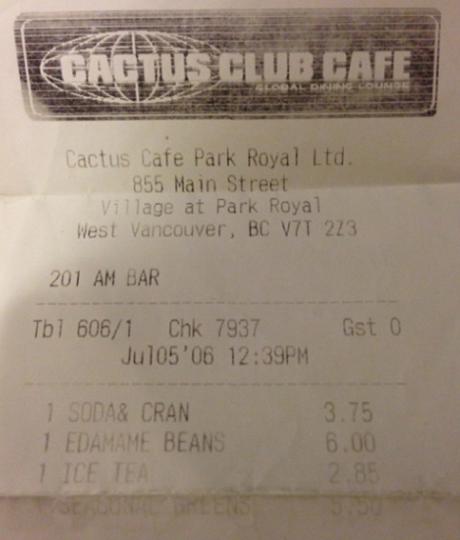 CACTUS CLUB CAFE
GLOBAL DINING LOUNGE
Cactus Cafe Park Royal Ltd.
855 Main Street
Village at Park Royal
West Vancouver, BC V7T 2Z3
201 AM BAR
Tbl 606/1 Chk 7937 Gst 0
Jul05'06 12:39PM
1 SODA& CRAN 3.75
1 EDAMAME BEANS 6.00
1 ICE TEA 2.85
1 SEASONAL GREENS 5.50